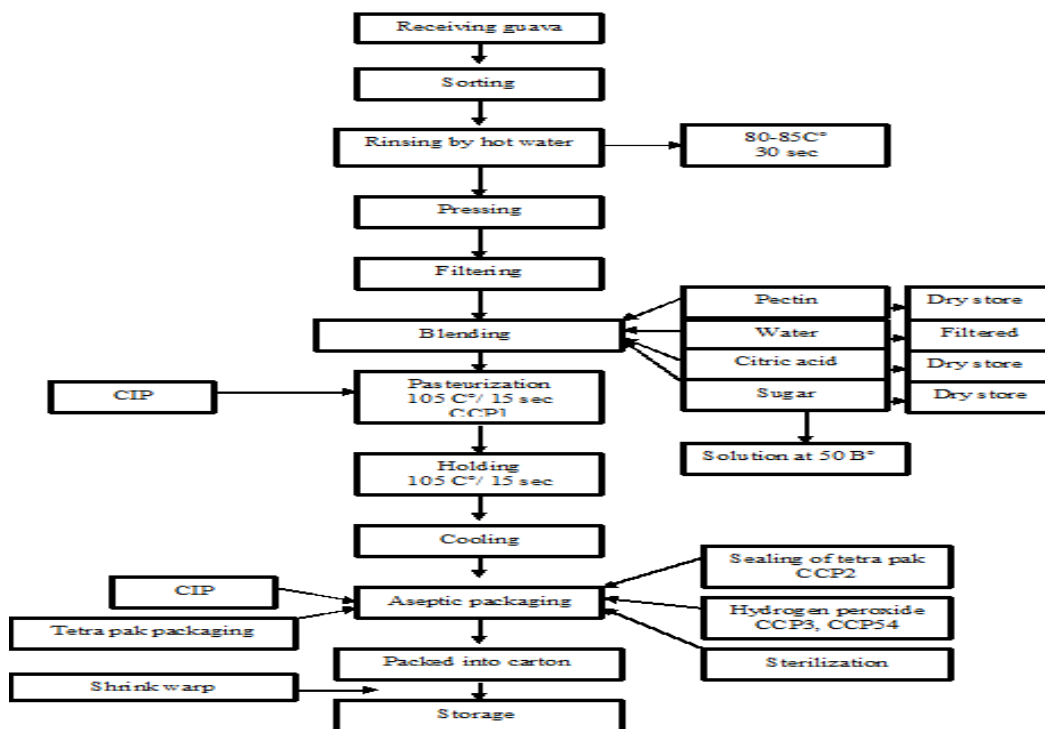 Receiving guava
Sorting
Rinsing by hot water
80-85C°
30 sec
Pressing
Filtering
Blending
Pectin
Dry store
Water
Filtered
Citric acid
Dry store
Sugar
Dry store
Solution at 50 B°
CIP
Pasteurization
105 C°/ 15 sec
CCP1
Holding
105 C°/ 15 sec
Cooling
Sealing of tetra pak
CCP2
CIP
Aseptic packaging
Hydrogen peroxide
CCP3, CCP54
Tetra pak packaging
Sterilization
Packed into carton
Shrink warp
Storage